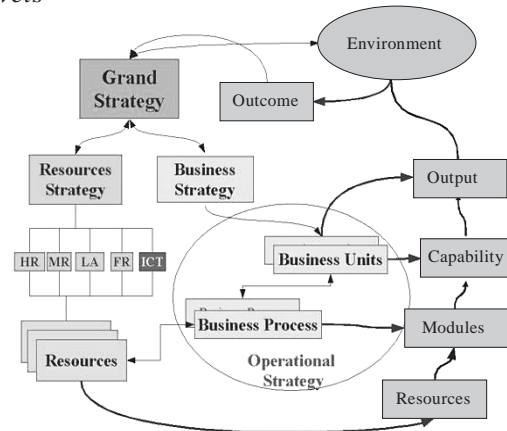 Environment
Grand
Strategy
Outcome
Resources
Strategy
Business
Strategy
Output
HR
MR
LA
FR
ICT
Business Units
Capability
Business Process
Modules
Resources
Operational
Strategy
Resources